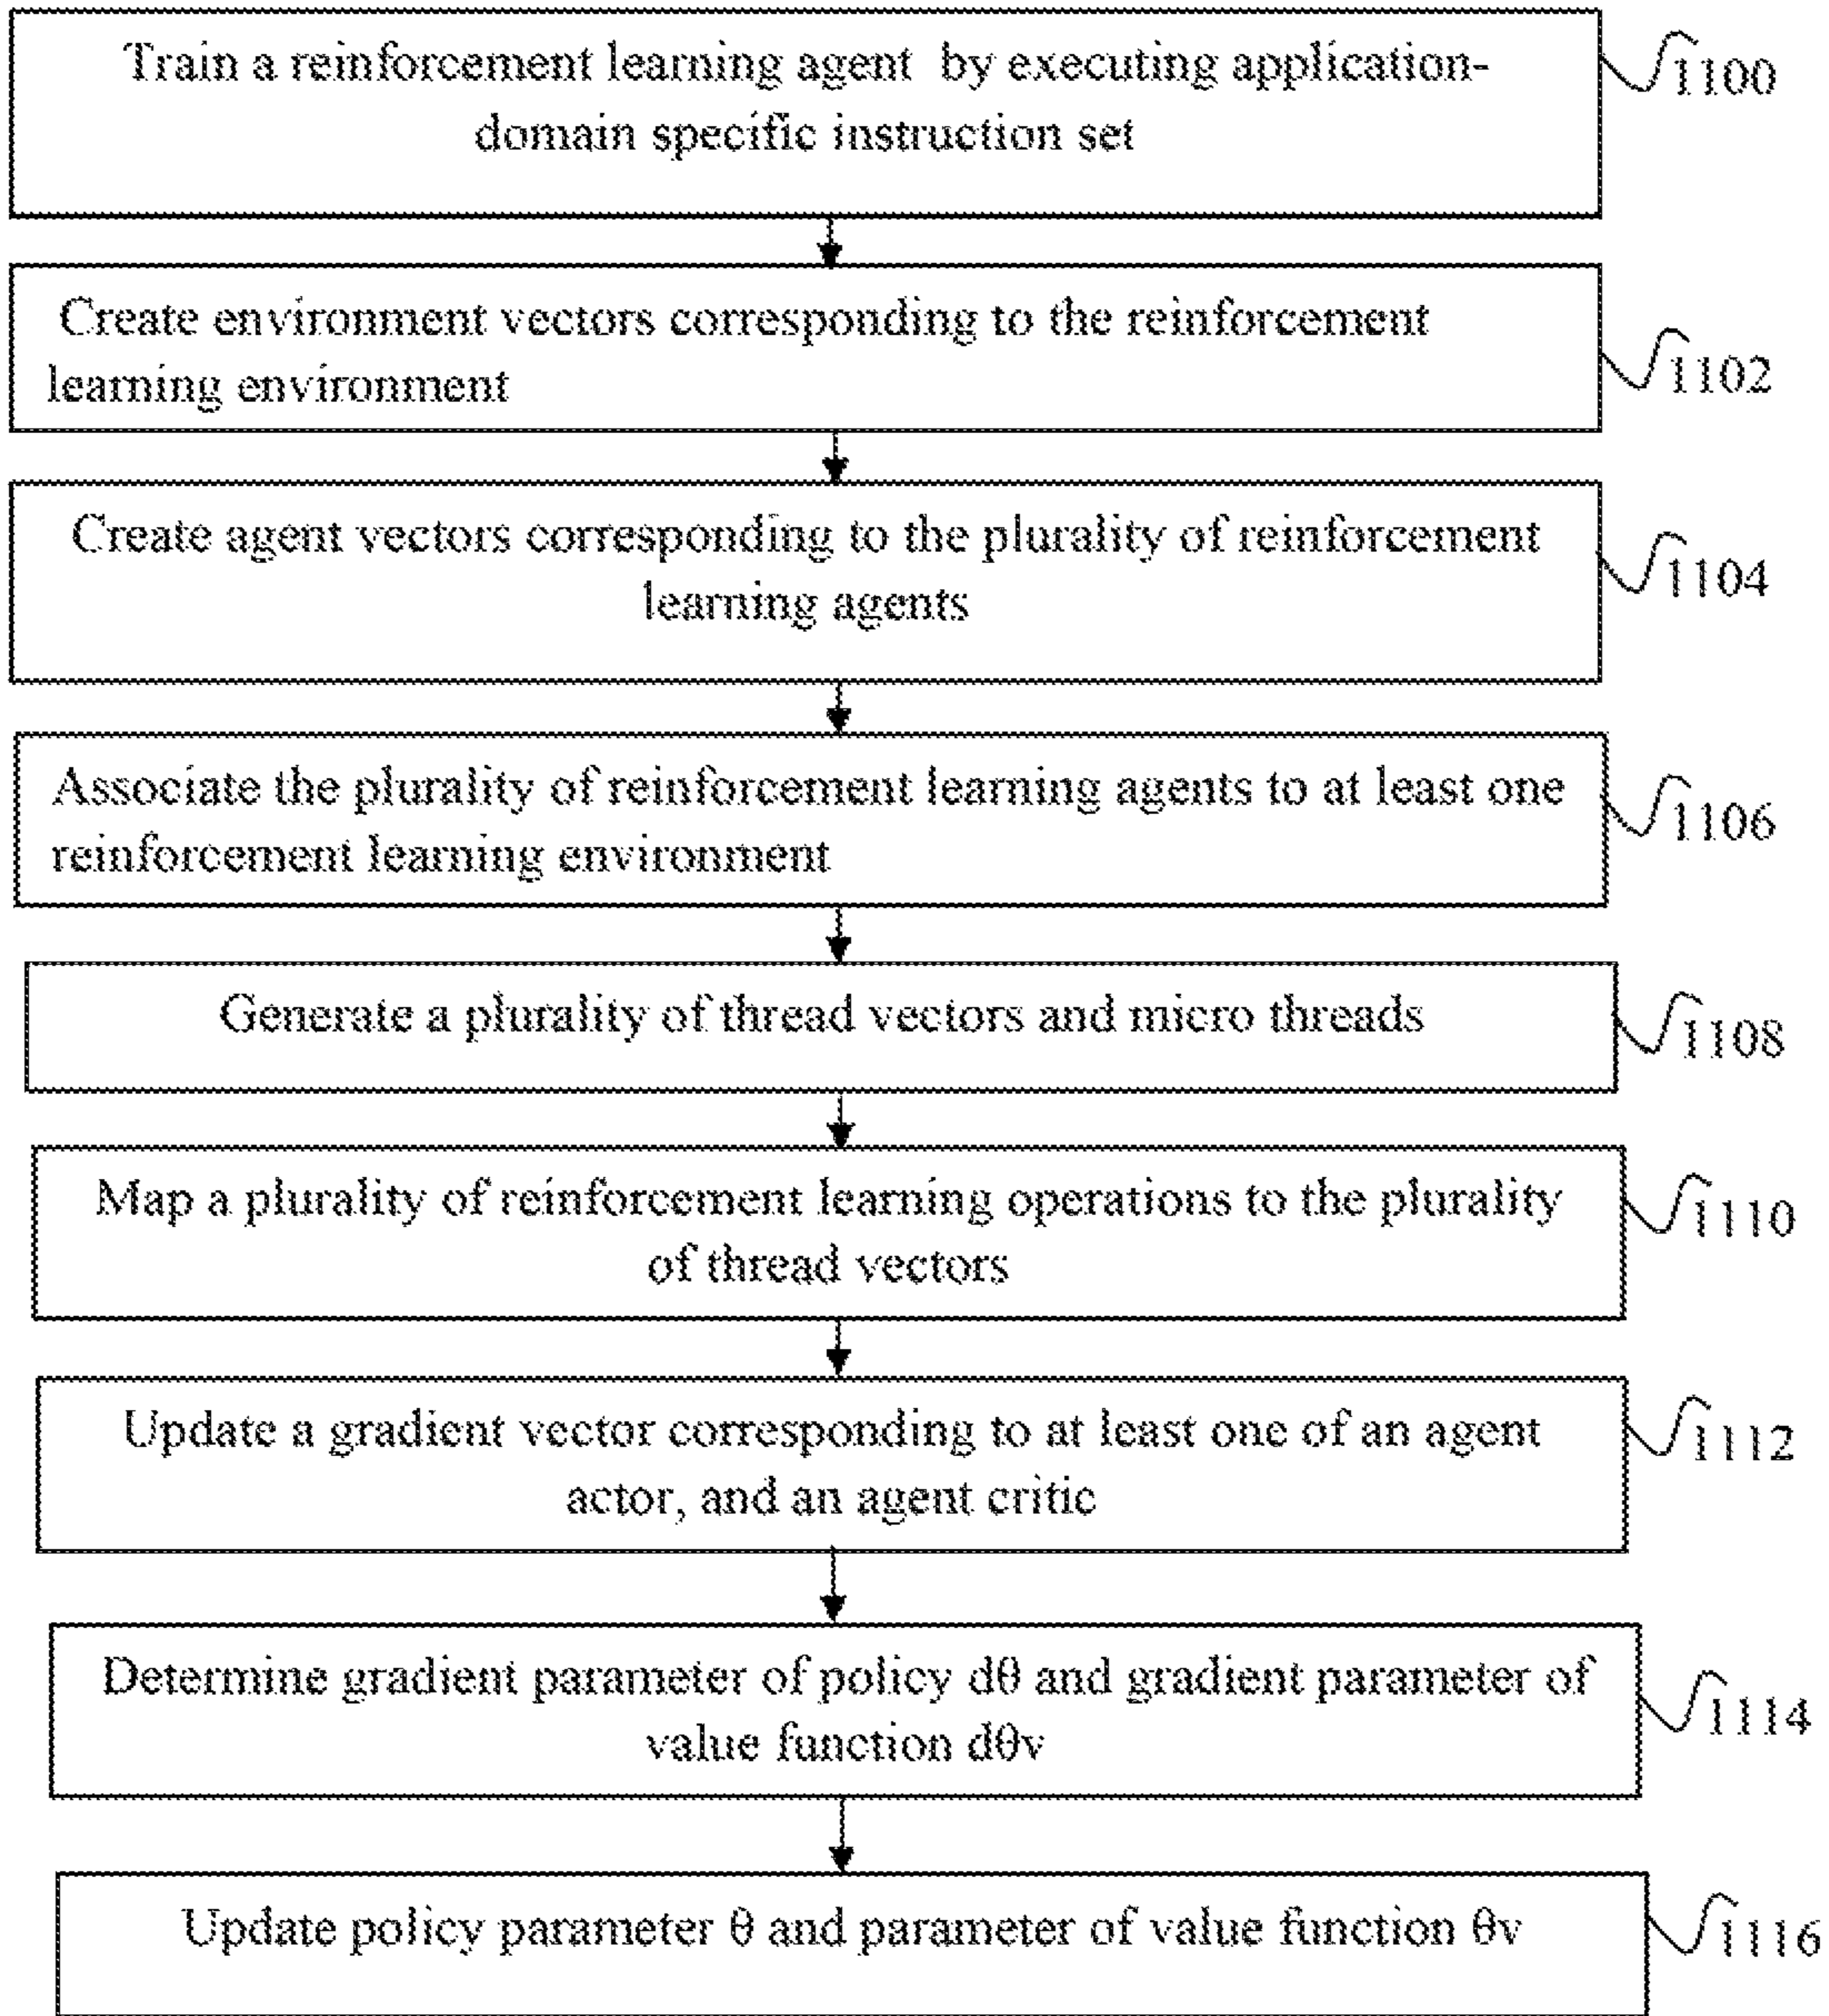 Train a reinforcement learning agent by executing application-
domain specific instruction set
1100
Create environment vectors corresponding to the reinforcement
learning environment
1102
Create agent vectors corresponding to the plurality of reinforcement
learning agents
1104
Associate the plurality of reinforcement learning agents to at least one
reinforcement learning environment
1106
Generate a plurality of thread vectors and micro threads
1108
Map a plurality of reinforcement learning operations to the plurality
of thread vectors
1110
Update a gradient vector corresponding to at least one of an agent
actor, and an agent critic
1112
Determine gradient parameter of policy dθ and gradient parameter of
value function dθv
1114
Update policy parameter θ and parameter of value function θv
1116